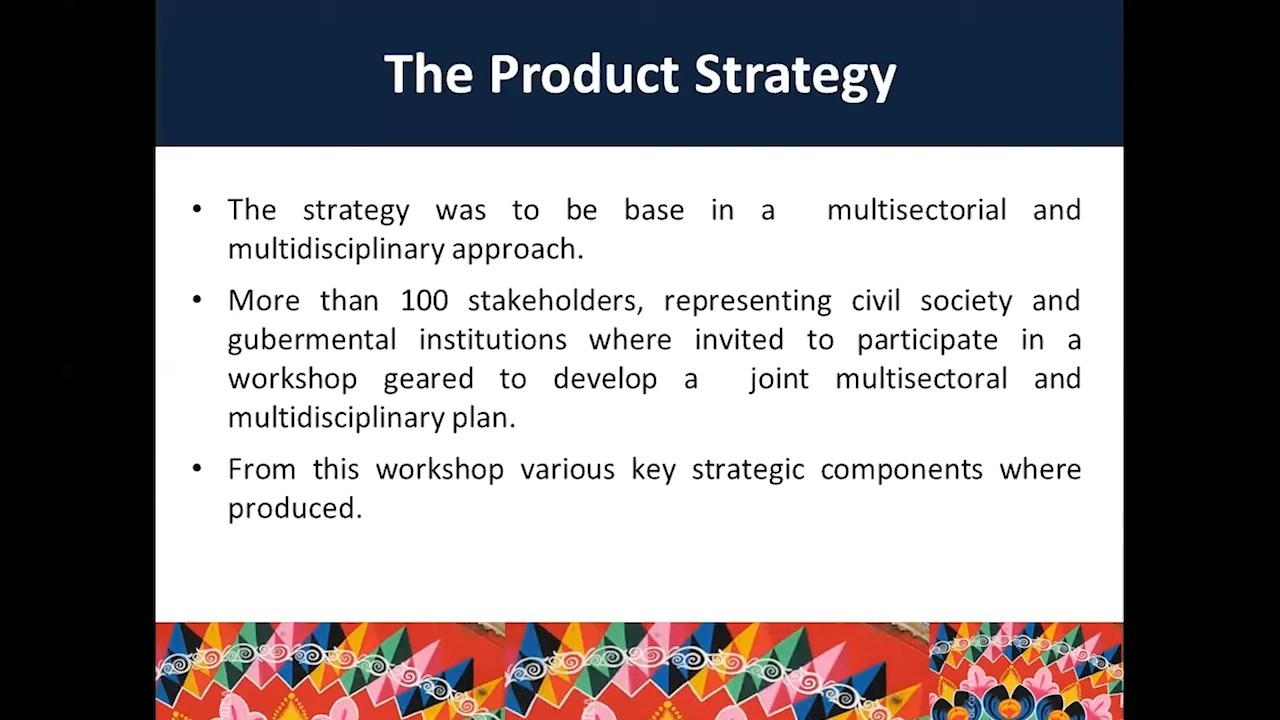 The Product Strategy
• The strategy was to be base in a multisectorial and
multidisciplinary approach.
• More than 100 stakeholders, representing civil society and
gubermental institutions where invited to participate in a
workshop geared to develop a joint multisectoral and
multidisciplinary plan.
• From this workshop various key strategic components where
produced.